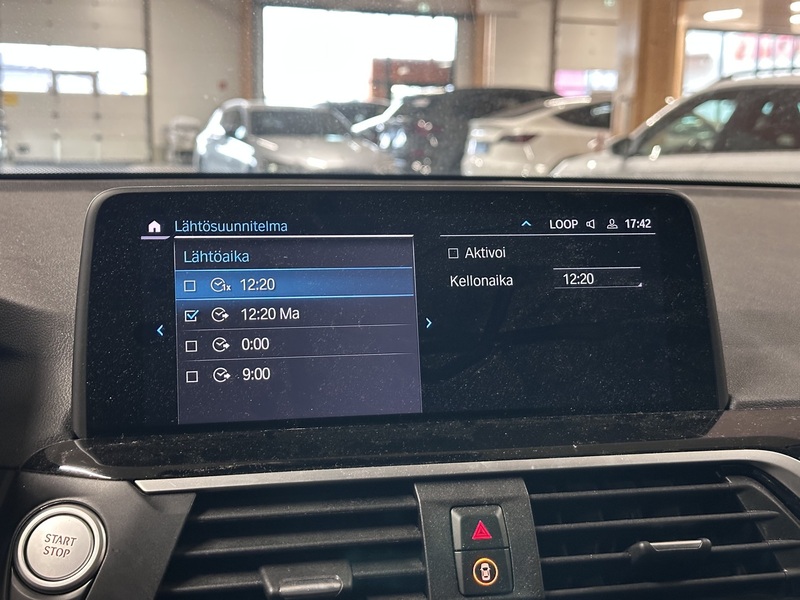 Lähtösuunnitelma
LOOP 17:42
Lähtöaika
1x 12:20
12:20 Ma
0:00
9:00
Aktivoi
Kellonaika 12:20
START
STOP